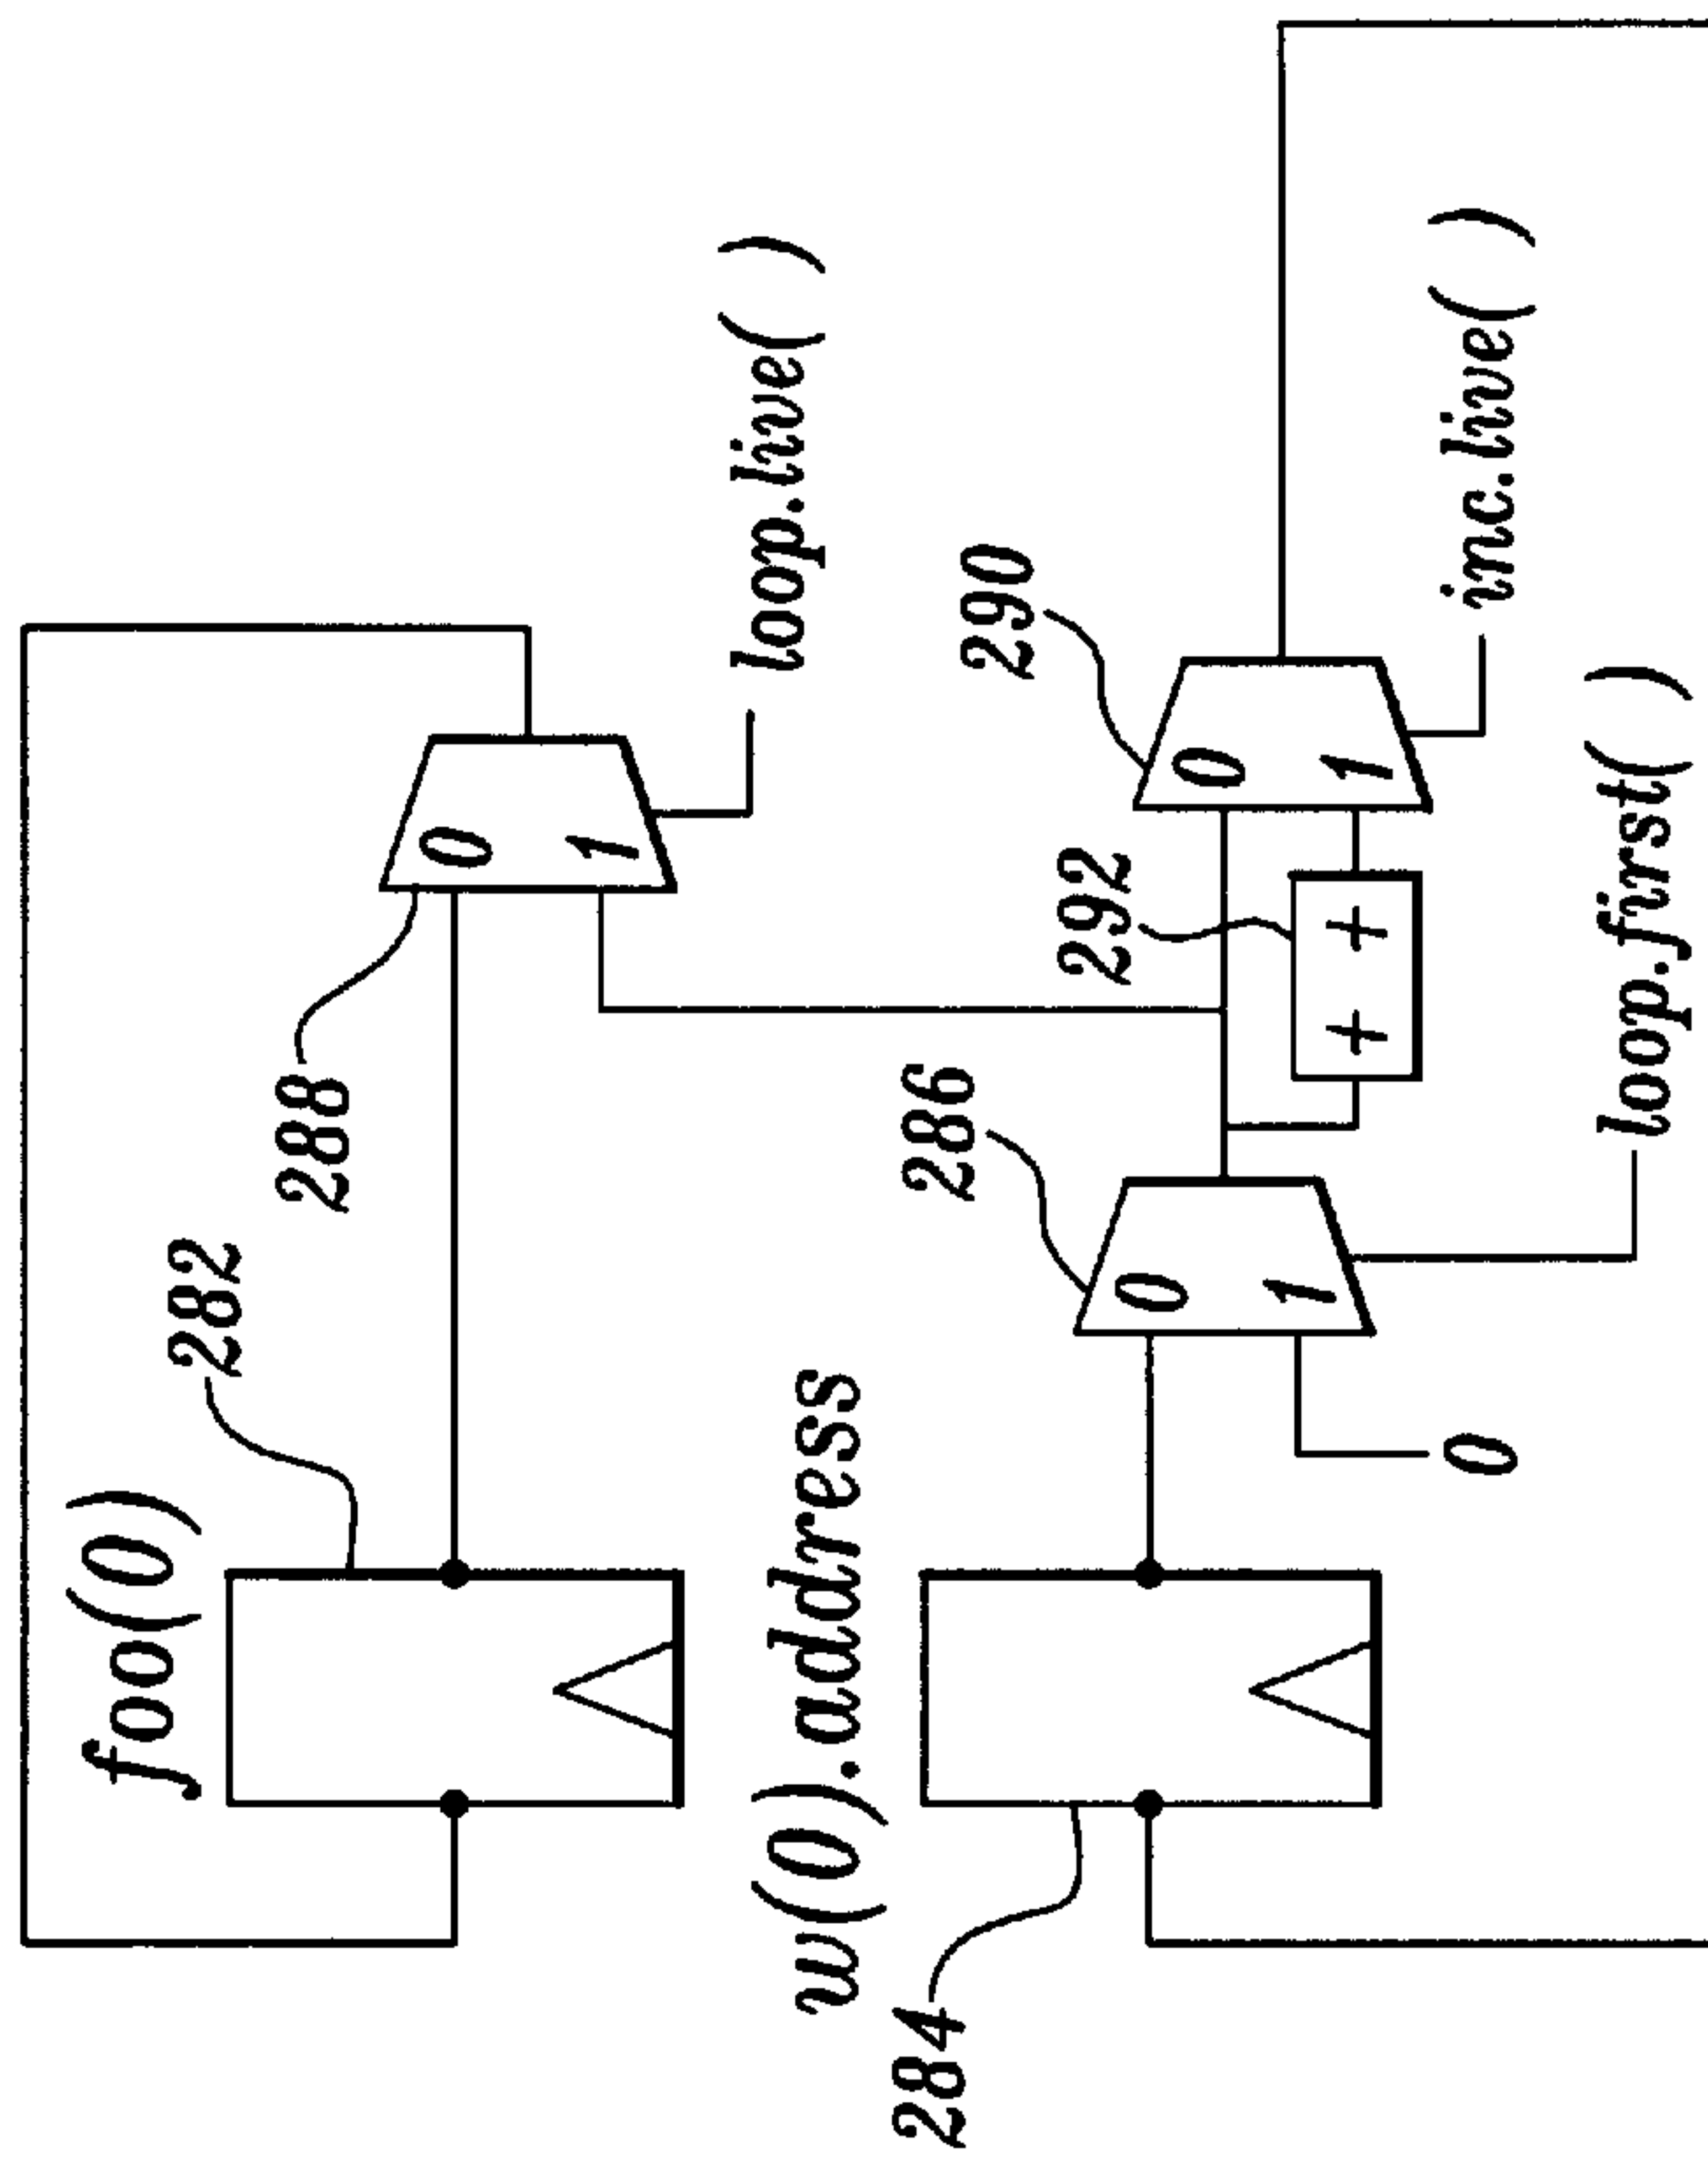 foo(0)
282
288
0
1
loop.live( )
w(0).address
284
286
0
1
0
loop.first( )
292
+ +
290
0
1
inc.live( )